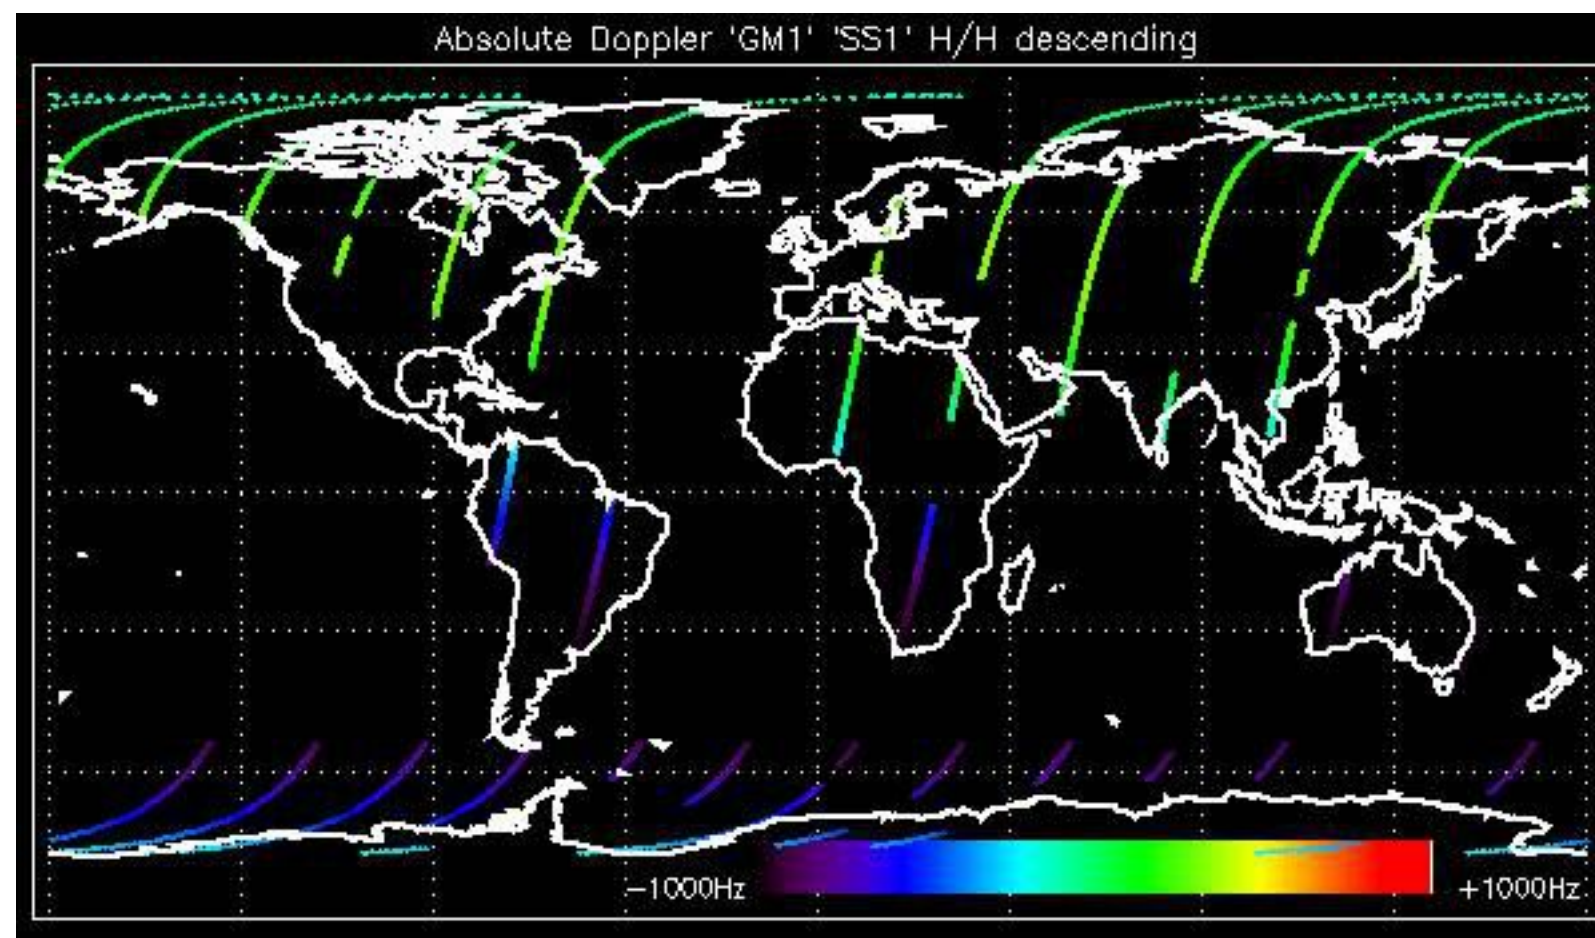 Absolute Doppler 'GM1' 'SS1' H/H descending
−1000Hz
+1000Hz